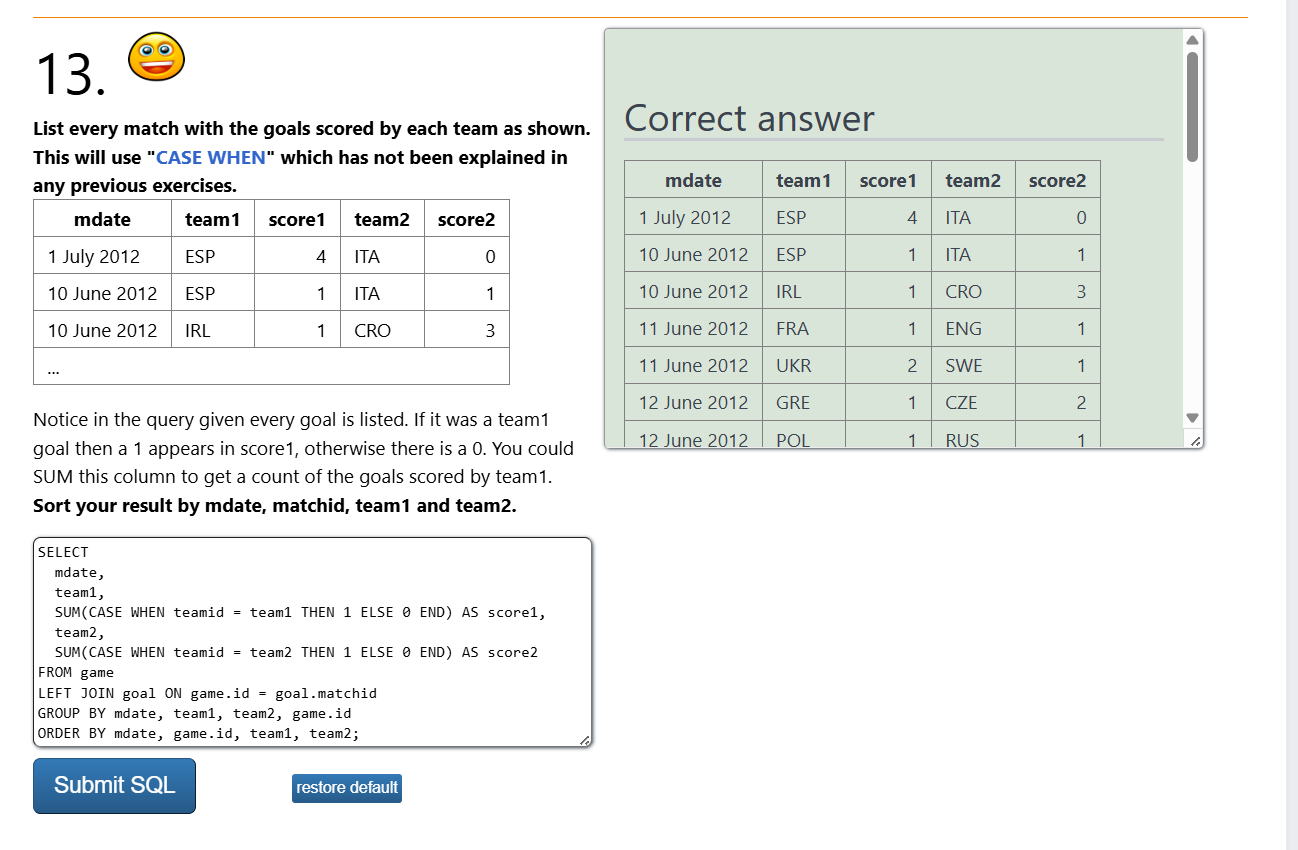 13.
List every match with the goals scored by each team as shown.
This will use "CASE WHEN" which has not been explained in
any previous exercises.
mdate team1 score1 team2 score2
1 July 2012 ESP 4 ITA 0
10 June 2012 ESP 1 ITA 1
10 June 2012 IRL 1 CRO 3
...
Notice in the query given every goal is listed. If it was a team1
goal then a 1 appears in score1, otherwise there is a 0. You could
SUM this column to get a count of the goals scored by team1.
Sort your result by mdate, matchid, team1 and team2.
SELECT
  mdate,
  team1,
  SUM(CASE WHEN teamid = team1 THEN 1 ELSE 0 END) AS score1,
  team2,
  SUM(CASE WHEN teamid = team2 THEN 1 ELSE 0 END) AS score2
FROM game
LEFT JOIN goal ON game.id = goal.matchid
GROUP BY mdate, team1, team2, game.id
ORDER BY mdate, game.id, team1, team2;
Submit SQL
restore default
Correct answer
mdate team1 score1 team2 score2
1 July 2012 ESP 4 ITA 0
10 June 2012 ESP 1 ITA 1
10 June 2012 IRL 1 CRO 3
11 June 2012 FRA 1 ENG 1
11 June 2012 UKR 2 SWE 1
12 June 2012 GRE 1 CZE 2
12 June 2012 POL 1 RUS 1